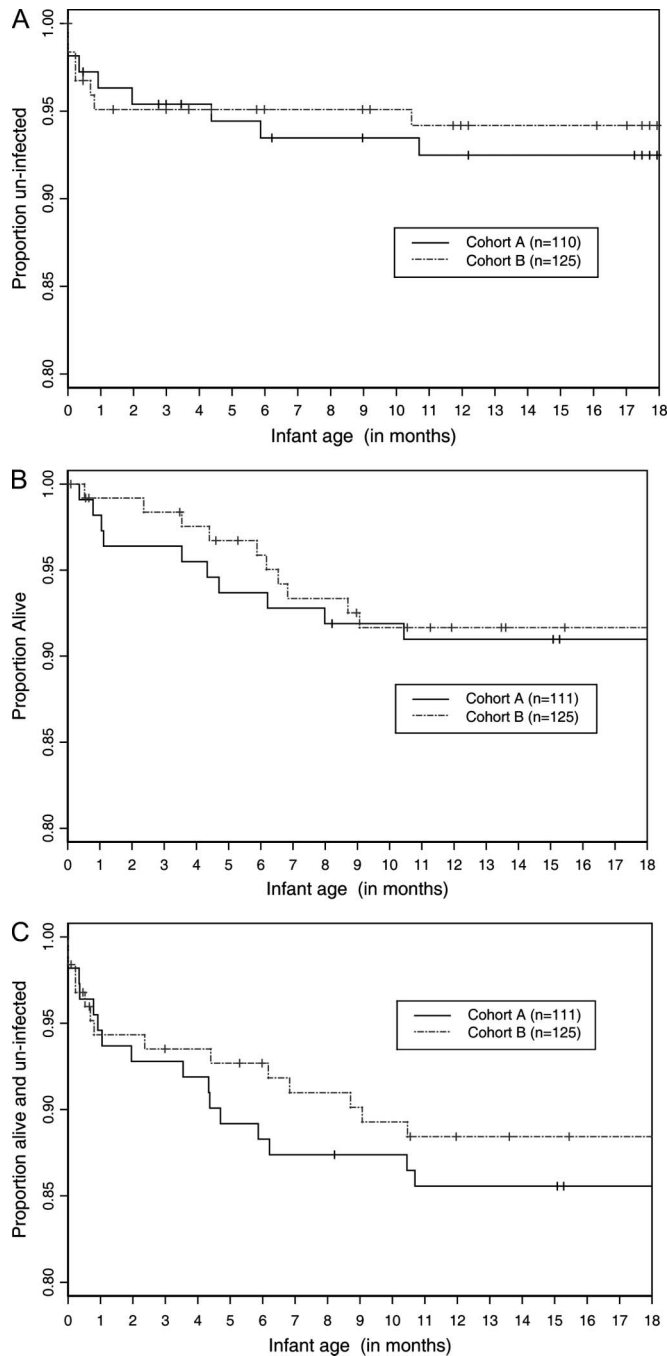 A
Proportion un-infected
1.00
0.95
0.90
0.85
0.80
Cohort A (n=110)
Cohort B (n=125)
0 1 2 3 4 5 6 7 8 9 10 11 12 13 14 15 16 17 18
Infant age (in months)
B
Proportion Alive
1.00
0.95
0.90
0.85
0.80
Cohort A (n=111)
Cohort B (n=125)
0 1 2 3 4 5 6 7 8 9 10 11 12 13 14 15 16 17 18
Infant age (in months)
C
Proportion alive and un-infected
1.00
0.95
0.90
0.85
0.80
Cohort A (n=111)
Cohort B (n=125)
0 1 2 3 4 5 6 7 8 9 10 11 12 13 14 15 16 17 18
Infant age (in months)